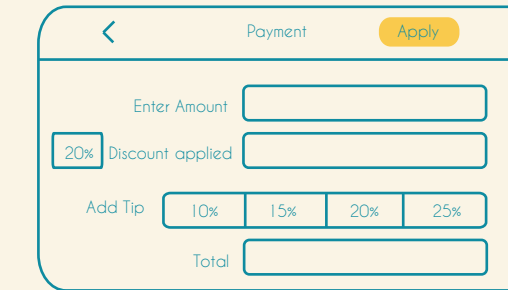 Payment Apply
Enter Amount
20% Discount applied
Add Tip 10% 15% 20% 25%
Total